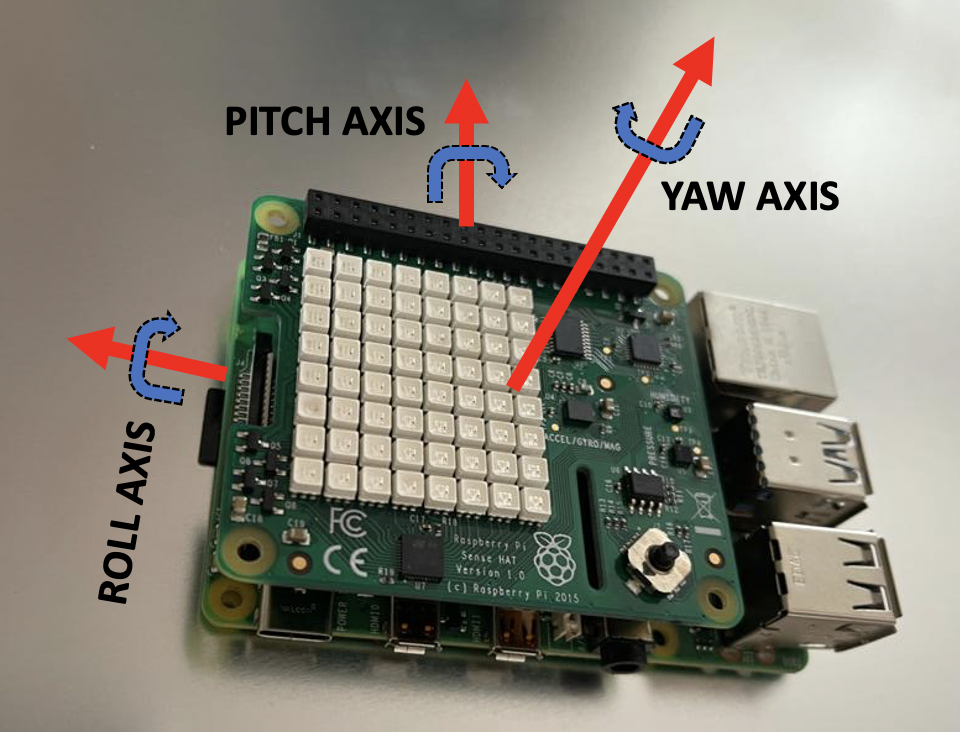 PITCH AXIS
YAW AXIS
ROLL AXIS
HUMIDITY
ACCEL/GYRO/MAG
PRESSURE
FC
CE
Raspberry Pi
Sense HAT
Version 1.0
(c) Raspberry Pi 2015
POWER
HDMI0
HDMI1